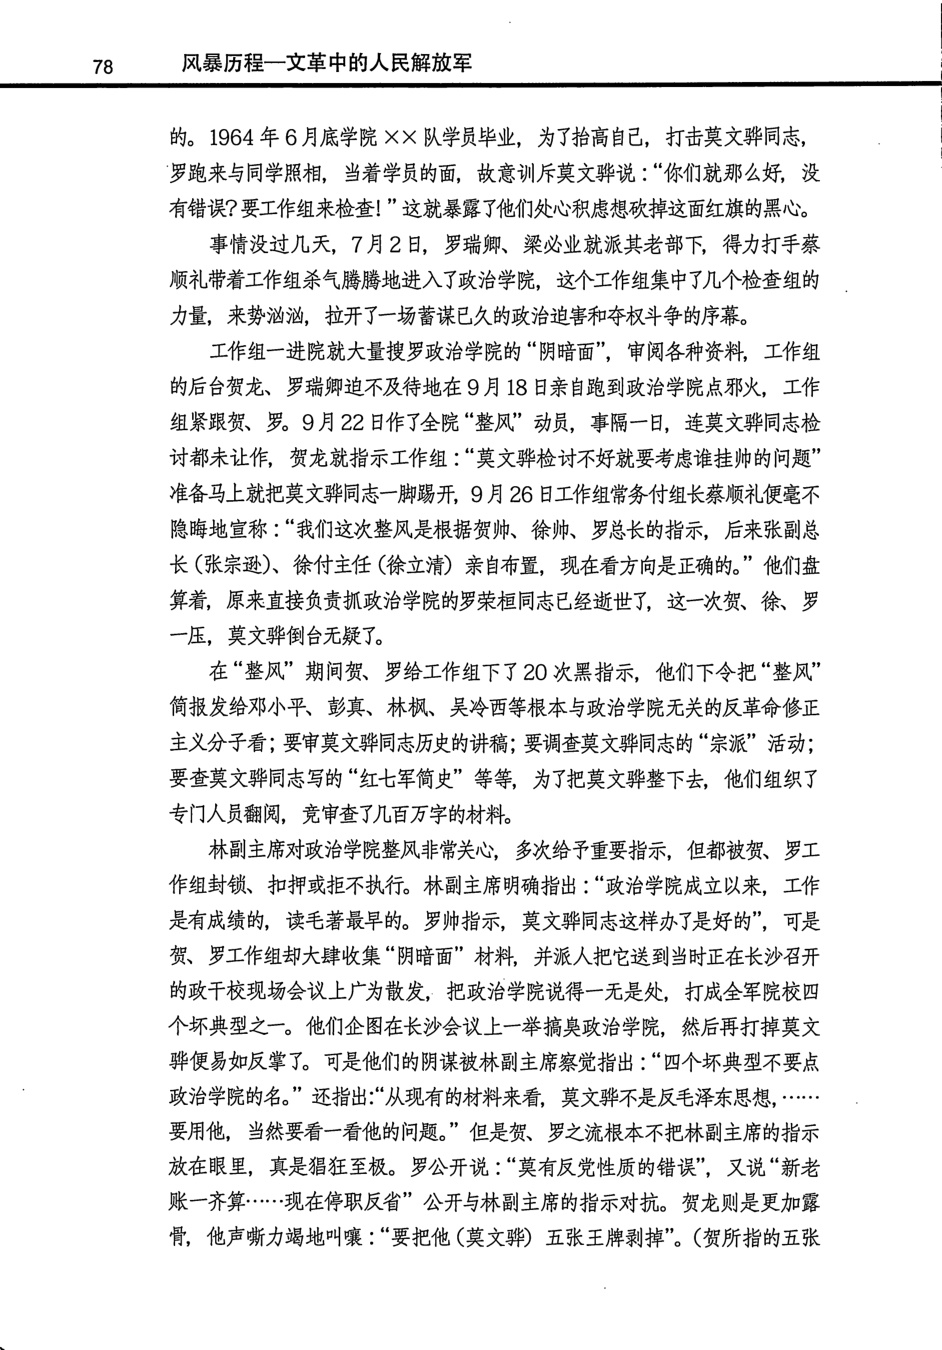 78 风暴历程—文革中的人民解放军
的。1964 年 6 月底学院 ×× 队学员毕业，为了抬高自己，打击莫文骅同志，
罗跑来与同学照相，当着学员的面，故意训斥莫文骅说：“你们就那么好，没
有错误？要工作组来检查！”这就暴露了他们处心积虑想砍掉这面红旗的黑心。
事情没过几天，7 月 2 日，罗瑞卿、梁必业就派其老部下，得力打手蔡
顺礼带着工作组杀气腾腾地进入了政治学院，这个工作组集中了几个检查组的
力量，来势汹汹，拉开了一场蓄谋已久的政治迫害和夺权斗争的序幕。
工作组一进院就大量搜罗政治学院的“阴暗面”，审阅各种资料，工作组
的后台贺龙、罗瑞卿迫不及待地在 9 月 18 日亲自跑到政治学院点邪火，工作
组紧跟贺、罗。9 月 22 日作了全院“整风”动员，事隔一日，连莫文骅同志检
讨都未让作，贺龙就指示工作组：“莫文骅检讨不好就要考虑谁挂帅的问题”
准备马上就把莫文骅同志一脚踢开，9 月 26 日工作组常务付组长蔡顺礼便毫不
隐晦地宣称：“我们这次整风是根据贺帅、徐帅、罗总长的指示，后来张副总
长（张宗逊）、徐付主任（徐立清）亲自布置，现在看方向是正确的。”他们盘
算着，原来直接负责抓政治学院的罗荣桓同志已经逝世了，这一次贺、徐、罗
一压，莫文骅倒台无疑了。
在“整风”期间贺、罗给工作组下了 20 次黑指示，他们下令把“整风”
简报发给邓小平、彭真、林枫、吴冷西等根本与政治学院无关的反革命修正
主义分子看；要审莫文骅同志历史的讲稿；要调查莫文骅同志的“宗派”活动；
要查莫文骅同志写的“红七军简史”等等，为了把莫文骅整下去，他们组织了
专门人员翻阅，竞审查了几百万字的材料。
林副主席对政治学院整风非常关心，多次给予重要指示，但都被贺、罗工
作组封锁、扣押或拒不执行。林副主席明确指出：“政治学院成立以来，工作
是有成绩的，读毛著最早的。罗帅指示，莫文骅同志这样办了是好的”，可是
贺、罗工作组却大肆收集“阴暗面”材料，并派人把它送到当时正在长沙召开
的政干校现场会议上广为散发，把政治学院说得一无是处，打成全军院校四
个坏典型之一。他们企图在长沙会议上一举搞臭政治学院，然后再打掉莫文
骅便易如反掌了。可是他们的阴谋被林副主席察觉指出：“四个坏典型不要点
政治学院的名。”还指出：“从现有的材料来看，莫文骅不是反毛泽东思想，……
要用他，当然要看一看他的问题。”但是贺、罗之流根本不把林副主席的指示
放在眼里，真是猖狂至极。罗公开说：“莫有反党性质的错误”，又说“新老
账一齐算……现在停职反省”公开与林副主席的指示对抗。贺龙则是更加露
骨，他声嘶力竭地叫嚷：“要把他（莫文骅）五张王牌剥掉”。（贺所指的五张